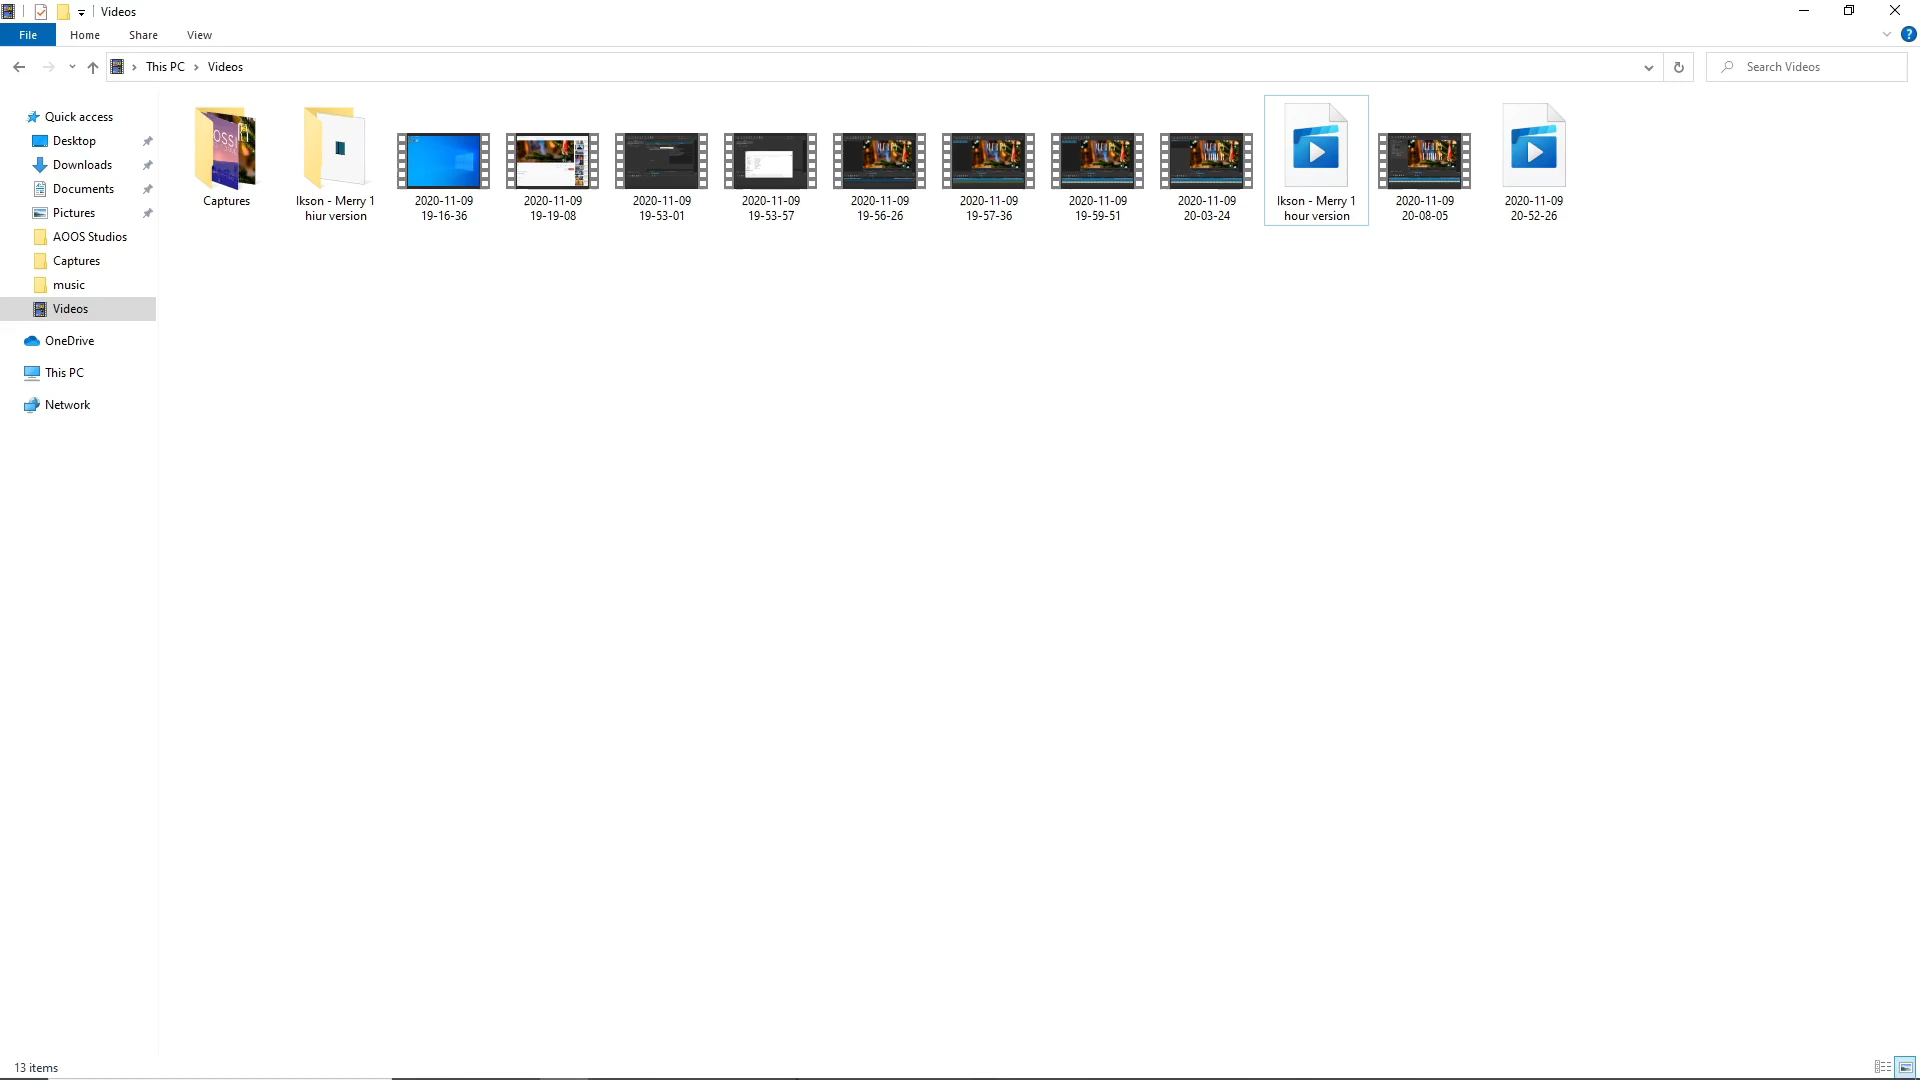 Videos
File Home Share View
This PC Videos
Search Videos
Quick access
Desktop
Downloads
Documents
Pictures
AOOS Studios
Captures
music
Videos
OneDrive
This PC
Network
Captures
Ikson - Merry 1
hiur version
2020-11-09
19-16-36
2020-11-09
19-19-08
2020-11-09
19-53-01
2020-11-09
19-53-57
2020-11-09
19-56-26
2020-11-09
19-57-36
2020-11-09
19-59-51
2020-11-09
20-03-24
Ikson - Merry 1
hour version
2020-11-09
20-08-05
2020-11-09
20-52-26
13 items